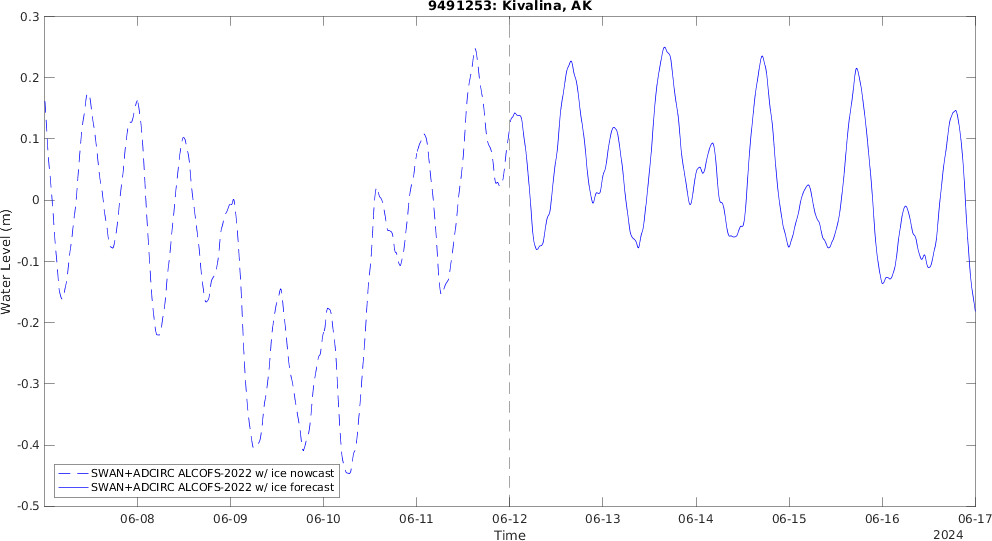 9491253: Kivalina, AK
0.3
0.2
0.1
0
-0.1
-0.2
-0.3
-0.4
-0.5
Water Level (m)
SWAN+ADCIRC ALCOFS-2022 w/ ice nowcast
SWAN+ADCIRC ALCOFS-2022 w/ ice forecast
06-08 06-09 06-10 06-11 06-12 06-13 06-14 06-15 06-16 06-17
Time
2024